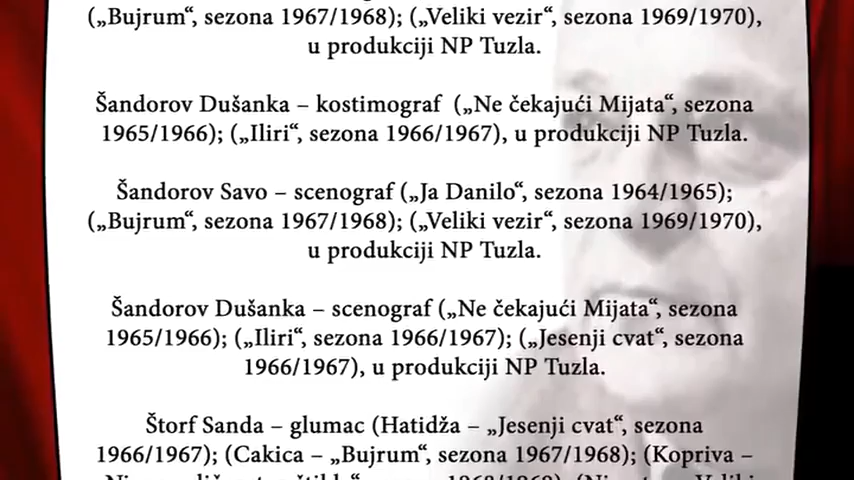 („Bujrum“, sezona 1967/1968); („Veliki vezir“, sezona 1969/1970),
u produkciji NP Tuzla.
Šandorov Dušanka – kostimograf („Ne čekajući Mijata“, sezona
1965/1966); („Iliri“, sezona 1966/1967), u produkciji NP Tuzla.
Šandorov Savo – scenograf („Ja Danilo“, sezona 1964/1965);
(„Bujrum“, sezona 1967/1968); („Veliki vezir“, sezona 1969/1970),
u produkciji NP Tuzla.
Šandorov Dušanka – scenograf („Ne čekajući Mijata“, sezona
1965/1966); („Iliri“, sezona 1966/1967); („Jesenji cvat“, sezona
1966/1967), u produkciji NP Tuzla.
Štorf Sanda – glumac (Hatidža – „Jesenji cvat“, sezona
1966/1967); (Cakica – „Bujrum“, sezona 1967/1968); (Kopriva –